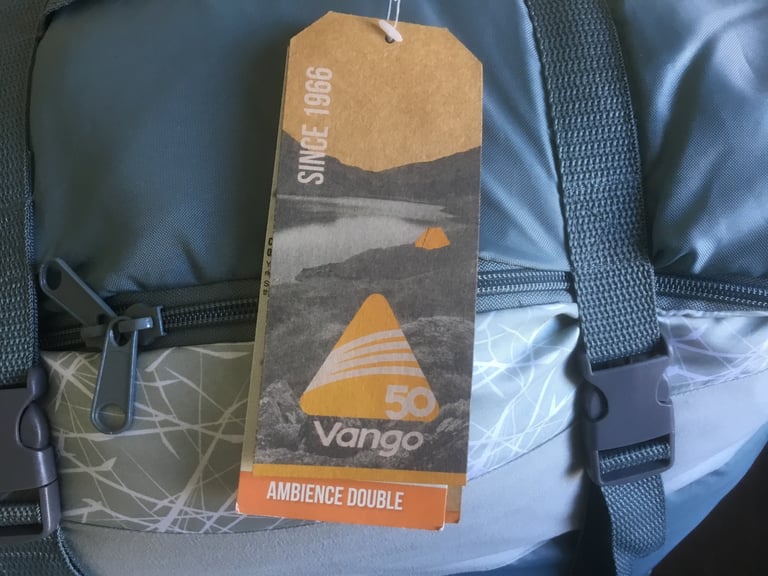 SINCE 1966
50
Vango
AMBIENCE DOUBLE